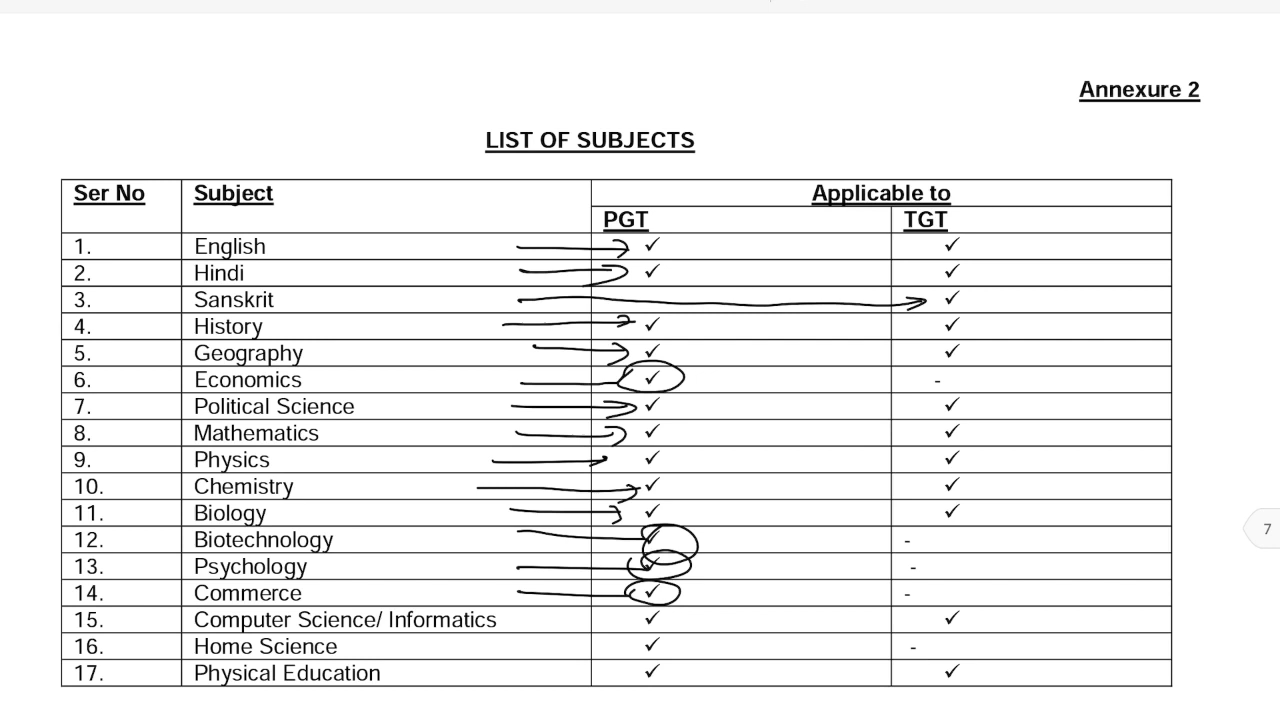 Annexure 2
LIST OF SUBJECTS
Ser No Subject Applicable to
PGT TGT
1. English ✓ ✓
2. Hindi ✓ ✓
3. Sanskrit ✓
4. History ✓ ✓
5. Geography ✓ ✓
6. Economics ✓ -
7. Political Science ✓ ✓
8. Mathematics ✓ ✓
9. Physics ✓ ✓
10. Chemistry ✓ ✓
11. Biology ✓ ✓
12. Biotechnology ✓ -
13. Psychology ✓ -
14. Commerce ✓ -
15. Computer Science/ Informatics ✓ ✓
16. Home Science ✓ -
17. Physical Education ✓ ✓
7